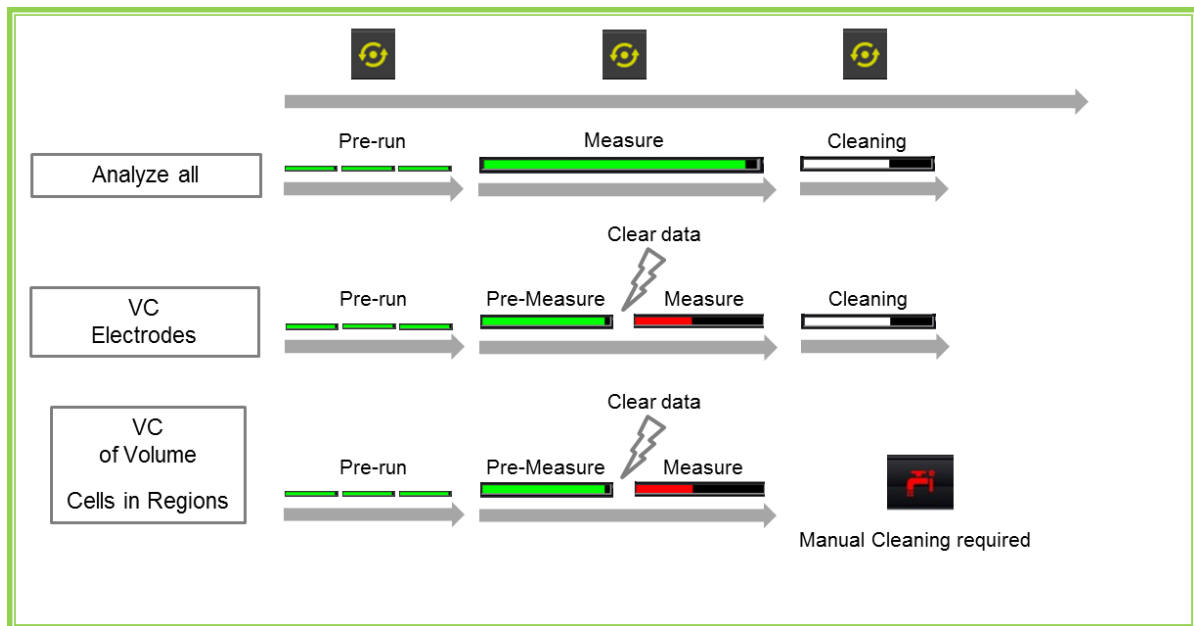 Pre-run
Measure
Cleaning
Analyze all
Clear data
VC
Electrodes
Pre-run
Pre-Measure
Measure
Cleaning
Clear data
VC
of Volume
Cells in Regions
Pre-run
Pre-Measure
Measure
Manual Cleaning required